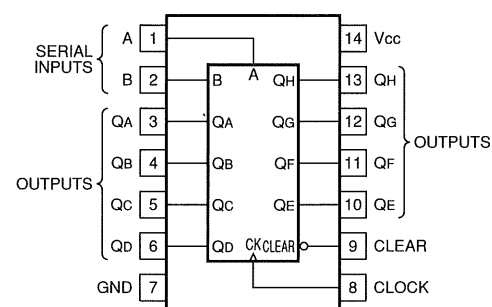 A 1 14 Vcc
SERIAL INPUTS
A
B 2 B QH 13 QH
QA 3 QA QG 12 QG
OUTPUTS
QB 4 QB QF 11 QF
OUTPUTS
QC 5 QC QE 10 QE
QD 6 QD CK CLEAR 9 CLEAR
GND 7 8 CLOCK